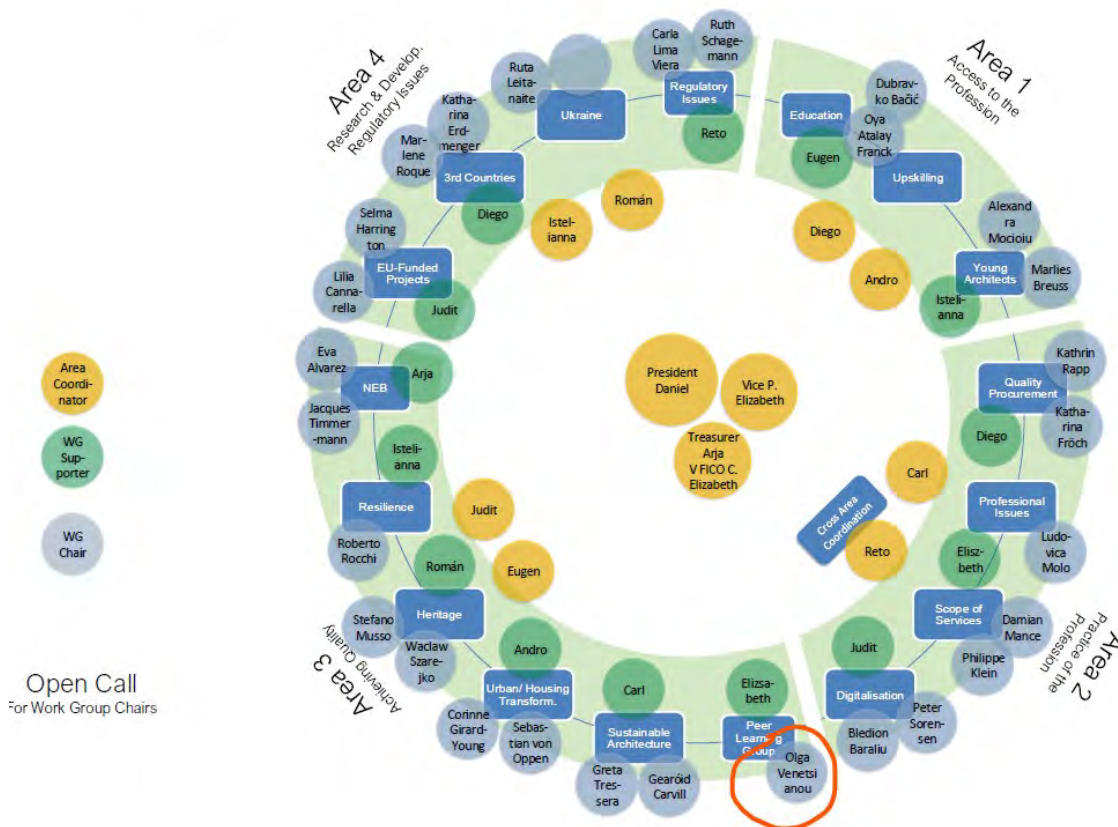 Area 4
Research & Develop.
Regulatory Issues
Area 1
Access to the
Profession
Carla
Lima
Viera
Ruth
Schage-
mann
Regulatory
Issues
Reto
Ruta
Leita-
naite
Ukraine
Katha-
rina
Erd-
menger
Mar-
lene
Roque
3rd Countries
Diego
Istel-
ianna
Román
Selma
Harring
ton
Lilia
Canna-
rella
EU-Funded
Projects
Judit
Dubrav-
ko Bačić
Education
Oya
Atalay
Franck
Eugen
Upskilling
Diego
Andro
Alexand
ra
Mocioiu
Young
Architects
Marlies
Breuss
Isteli-
anna
Area
Coordi-
nator
WG
Sup-
porter
WG
Chair
Open Call
For Work Group Chairs
President
Daniel
Vice P.
Elizabeth
Treasurer
Arja
V FICO C.
Elizabeth
Eva
Alvarez
NEB
Arja
Jacques
Timmer-
mann
Isteli-
anna
Resilience
Roberto
Rocchi
Judit
Eugen
Román
Heritage
Stefano
Musso
Waclaw
Szare-
jko
Area 3
Achieving Quality
Andro
Urban/ Housing
Transform.
Corinne
Girard-
Young
Sebas-
tian von
Oppen
Carl
Sustainable
Architecture
Greta
Tres-
sera
Gearóid
Carvill
Elizsa-
beth
Peer
Learning
Group
Olga
Venetsi
anou
Kathrin
Rapp
Quality
Procurement
Katha-
rina
Fröch
Diego
Carl
Cross Area
Coordination
Reto
Professional
Issues
Ludo-
vica
Molo
Elisz-
beth
Scope of
Services
Damian
Mance
Philippe
Klein
Judit
Digitalisation
Peter
Soren-
sen
Bledion
Baraliu
Area 2
Practice of the
Profession